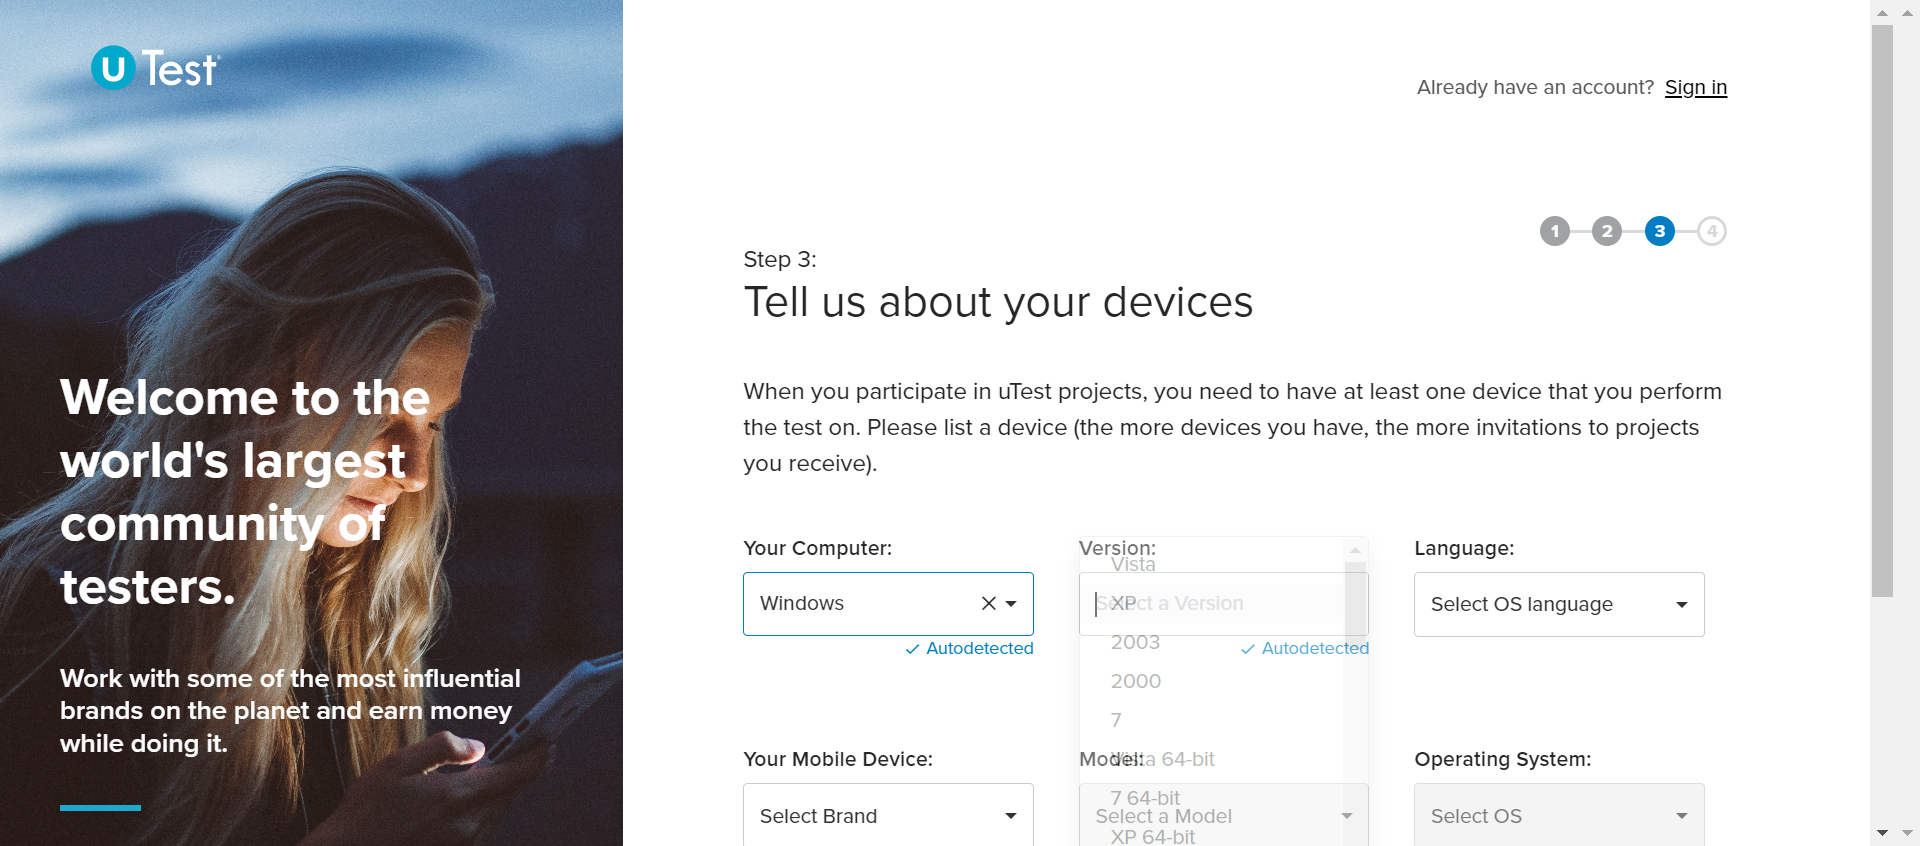 u Test
Already have an account? Sign in
1 2 3 4
Step 3:
Tell us about your devices
Welcome to the
world's largest
community of
testers.
When you participate in uTest projects, you need to have at least one device that you perform
the test on. Please list a device (the more devices you have, the more invitations to projects
you receive).
Your Computer:
Version:
Language:
Windows
Select a Version
Select OS language
Autodetected
Autodetected
Vista
XP
2003
2000
7
Vista 64-bit
7 64-bit
XP 64-bit
Work with some of the most influential
brands on the planet and earn money
while doing it.
Your Mobile Device:
Model:
Operating System:
Select Brand
Select a Model
Select OS